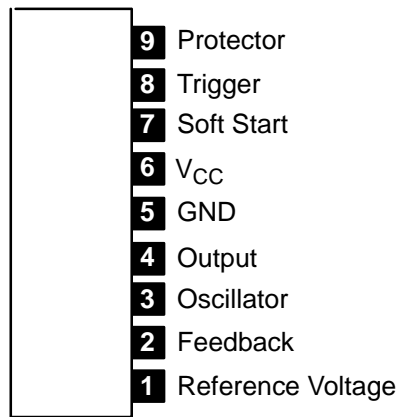 9 Protector
8 Trigger
7 Soft Start
6 VCC
5 GND
4 Output
3 Oscillator
2 Feedback
1 Reference Voltage